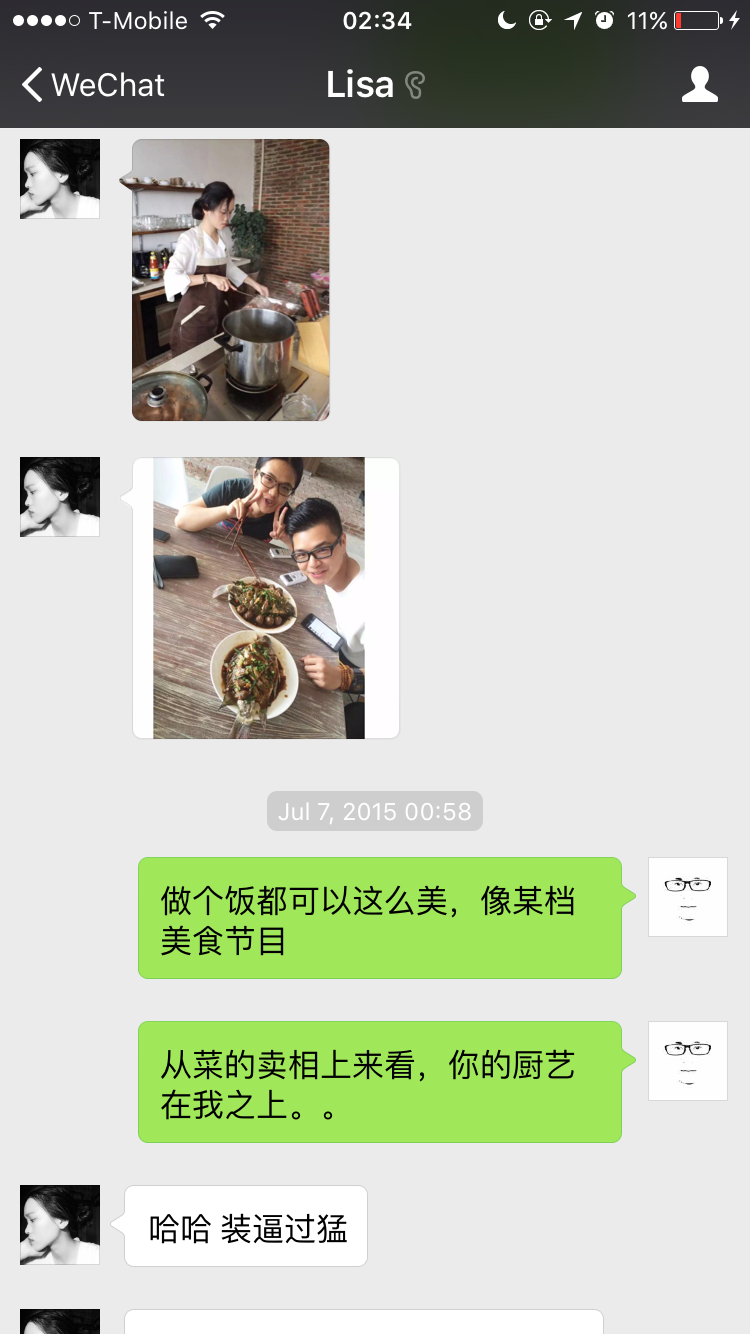 T-Mobile 02:34 11%
WeChat Lisa
Jul 7, 2015 00:58
做个饭都可以这么美，像某档
美食节目
从菜的卖相上来看，你的厨艺
在我之上。。
哈哈 装逼过猛